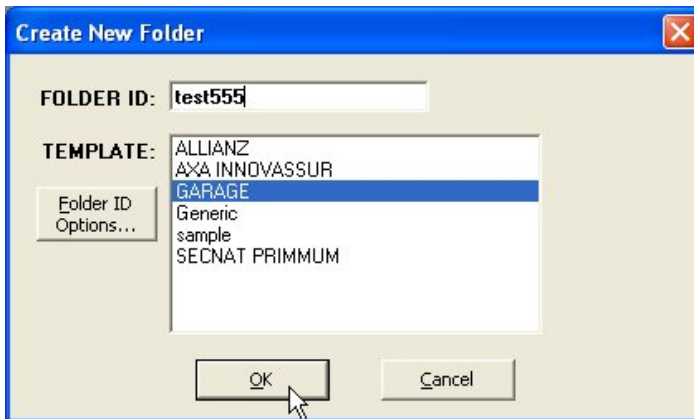 Create New Folder
FOLDER ID: test555
TEMPLATE:
ALLIANZ
AXA INNOVASSUR
GARAGE
Generic
sample
SECNAT PRIMMUM
Folder ID
Options...
OK
Cancel